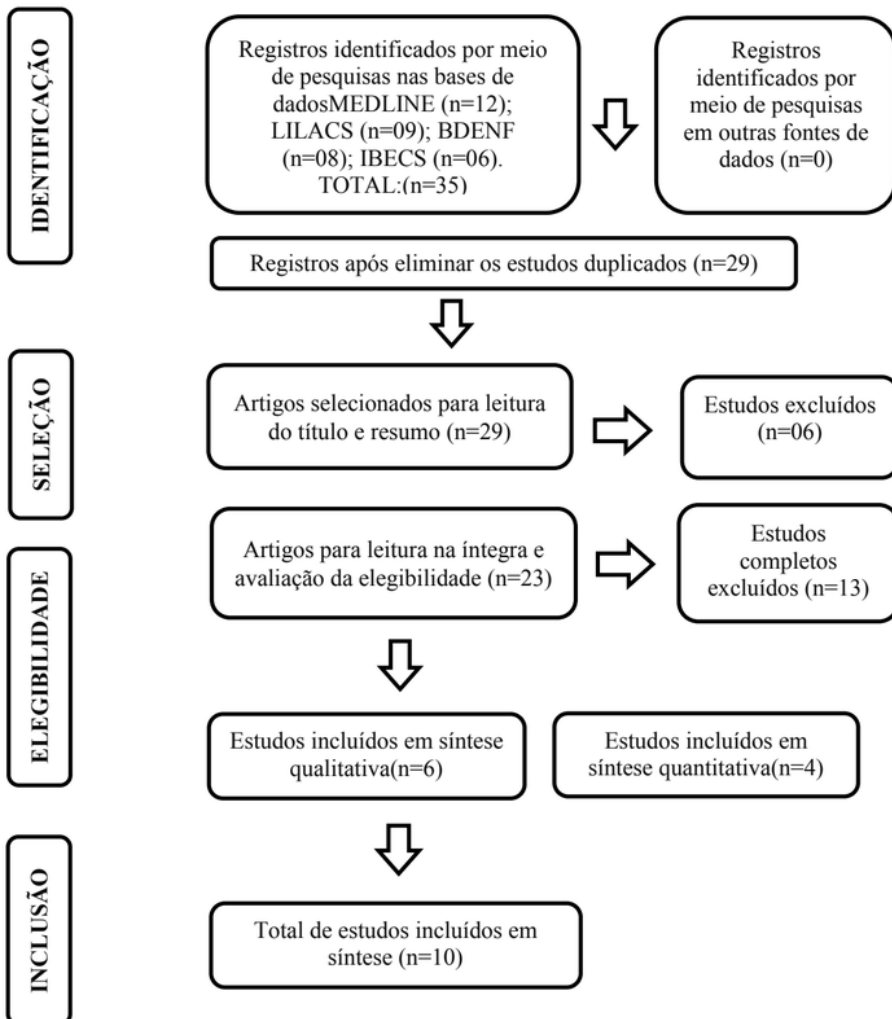 IDENTIFICAÇÃO
Registros identificados por meio
de pesquisas nas bases de
dadosMEDLINE (n=12);
LILACS (n=09); BDENF
(n=08); IBECS (n=06).
TOTAL:(n=35)
Registros
identificados por
meio de pesquisas
em outras fontes de
dados (n=0)
Registros após eliminar os estudos duplicados (n=29)
SELEÇÃO
Artigos selecionados para leitura
do título e resumo (n=29)
Estudos excluídos
(n=06)
ELEGIBILIDADE
Artigos para leitura na íntegra e
avaliação da elegibilidade (n=23)
Estudos
completos
excluídos (n=13)
Estudos incluídos em síntese
qualitativa(n=6)
Estudos incluídos em
síntese quantitativa(n=4)
INCLUSÃO
Total de estudos incluídos em
síntese (n=10)